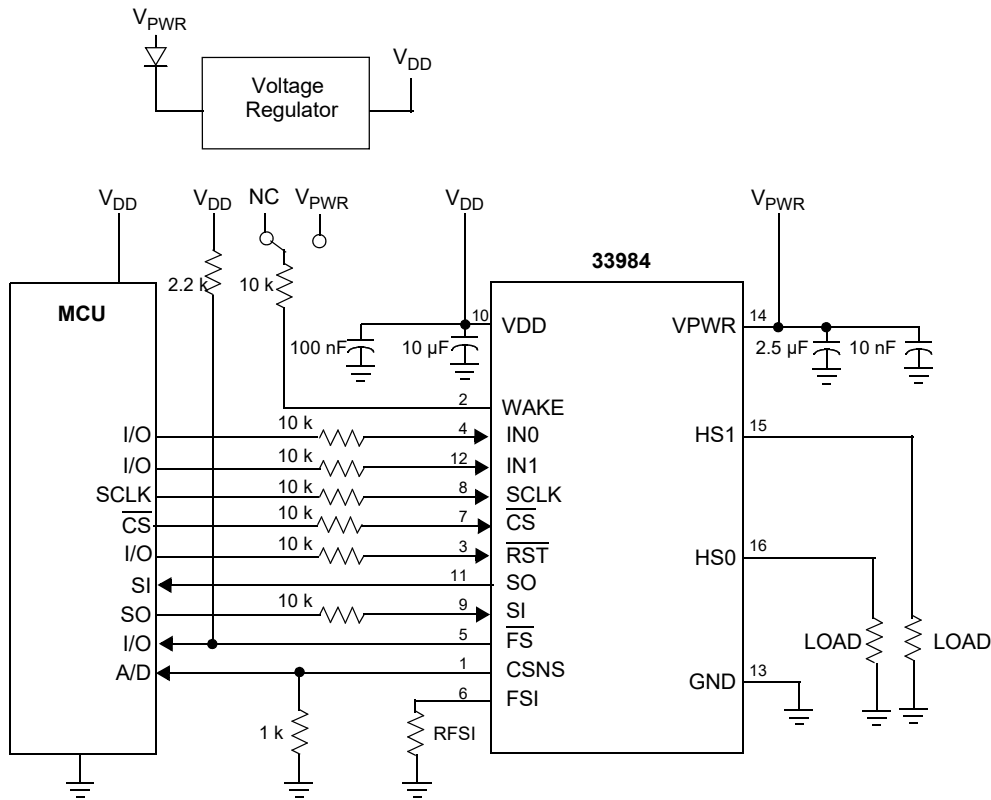 VPWR
VDD
Voltage
Regulator
VDD
VDD
NC
VPWR
VDD
VPWR
2.2 k
10 k
33984
MCU
10
VDD
VPWR
14
100 nF
10 µF
2.5 µF
10 nF
2
WAKE
I/O
10 k
4
IN0
HS1
15
I/O
10 k
12
IN1
SCLK
10 k
8
SCLK
CS
10 k
7
CS
I/O
10 k
3
RST
HS0
16
SI
11
SO
SO
10 k
9
SI
I/O
5
FS
LOAD
LOAD
A/D
1
CSNS
GND
13
6
FSI
1 k
RFSI